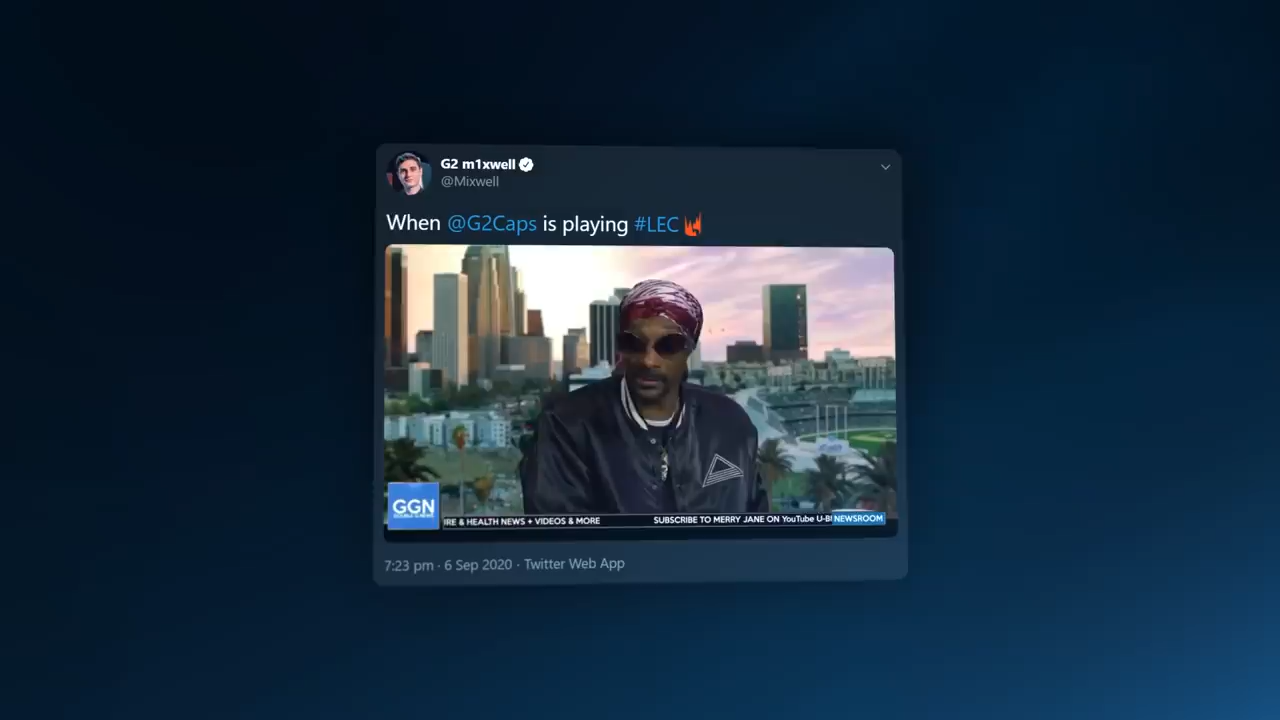 G2 m1xwell
@Mixwell
When @G2Caps is playing #LEC
GGN
IRE & HEALTH NEWS + VIDEOS & MORE SUBSCRIBE TO MERRY JANE ON YouTube U-B! NEWSROOM
7:23 pm · 6 Sep 2020 · Twitter Web App